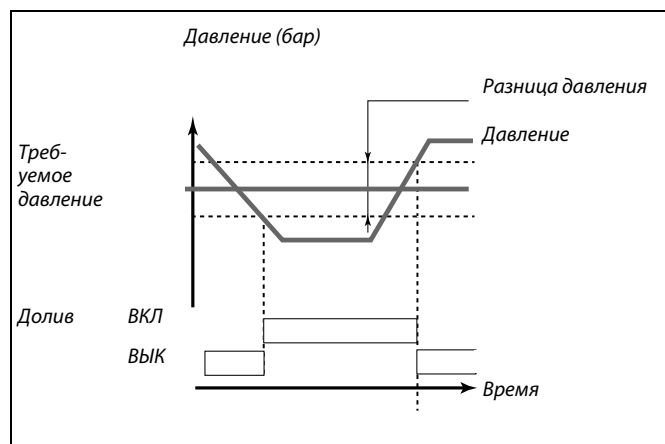 Давление (бар)
Разница давления
Давление
Треб-
уемое
давление
Долив
ВКЛ
ВЫК
Время